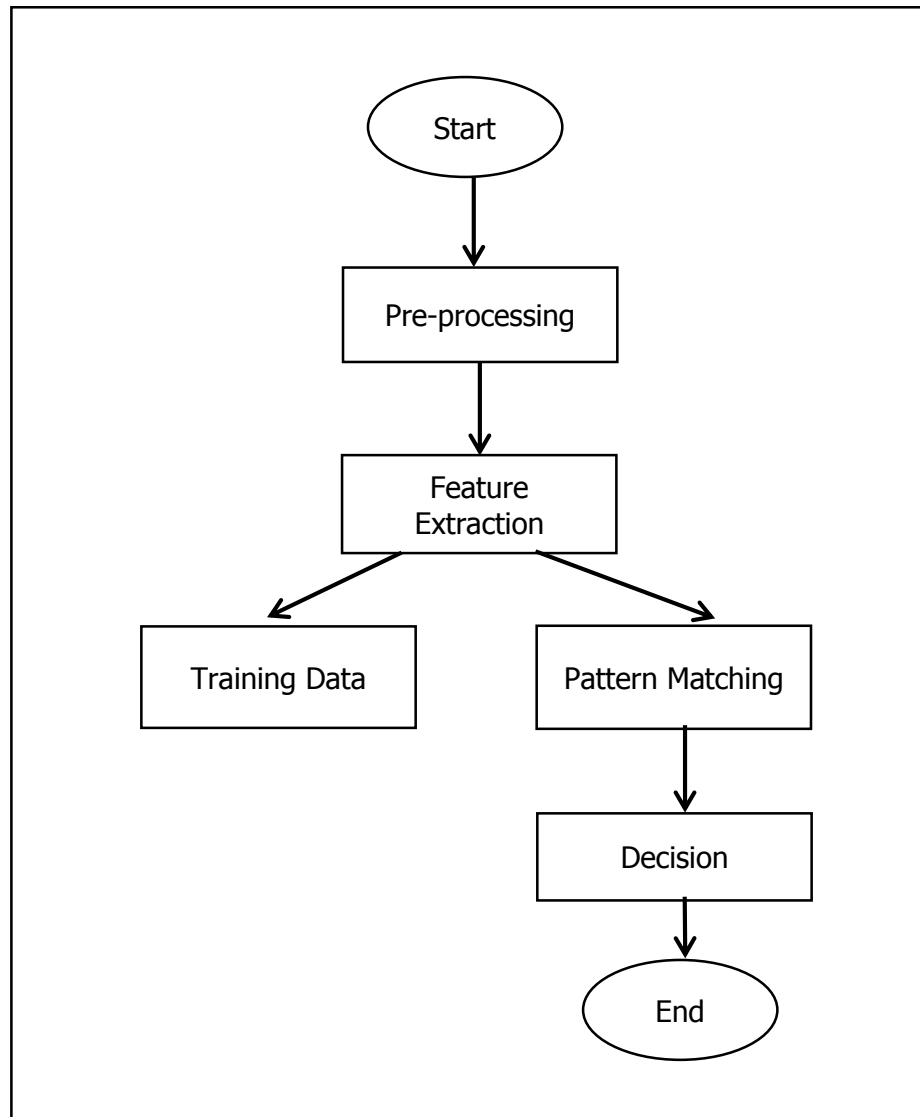 Start
Pre-processing
Feature
Extraction
Training Data
Pattern Matching
Decision
End